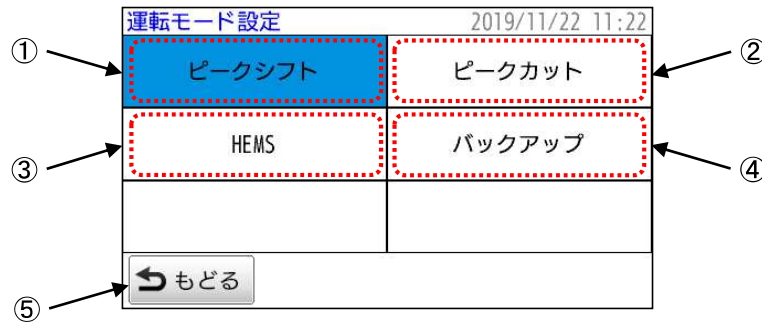 運転モード設定 2019/11/22 11:22
① ピークシフト ピークカット ②
③ HEMS バックアップ ④
⑤ もどる